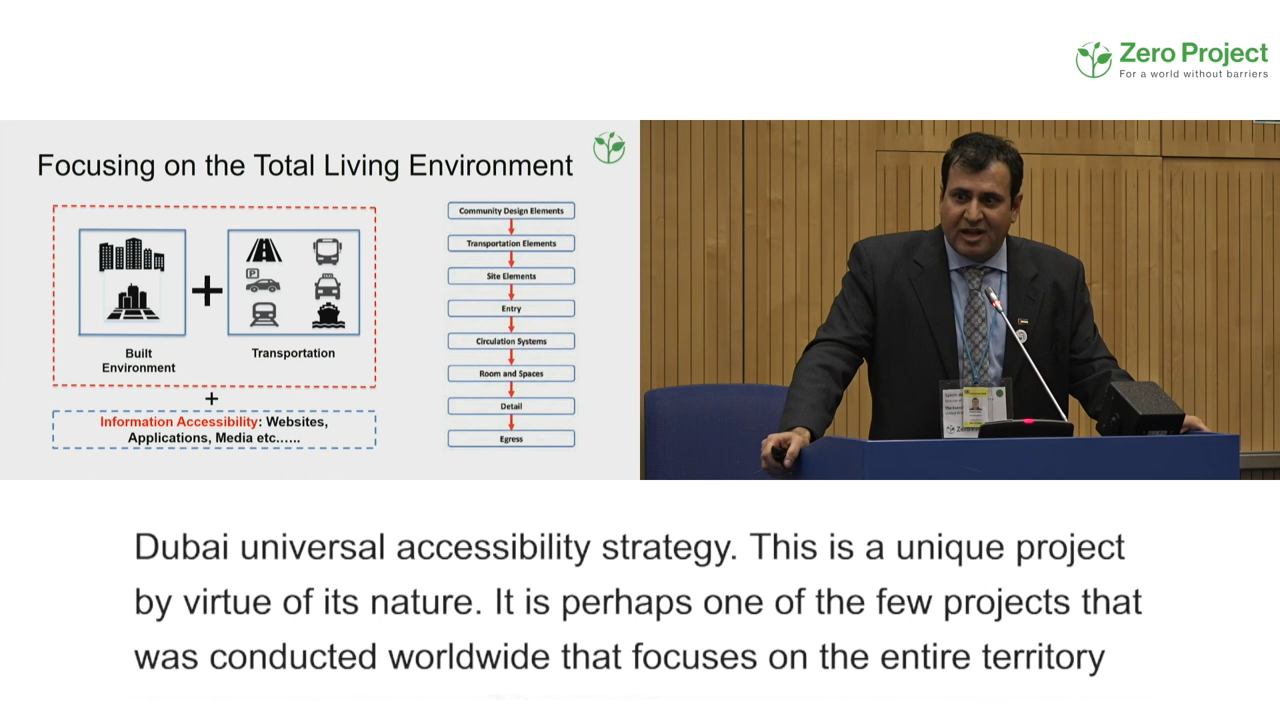 Zero Project
For a world without barriers
Focusing on the Total Living Environment
P
Built
Environment
+
Transportation
+
Information Accessibility: Websites,
Applications, Media etc......
Community Design Elements
Transportation Elements
Site Elements
Entry
Circulation Systems
Room and Spaces
Detail
Egress
Dubai universal accessibility strategy. This is a unique project
by virtue of its nature. It is perhaps one of the few projects that
was conducted worldwide that focuses on the entire territory